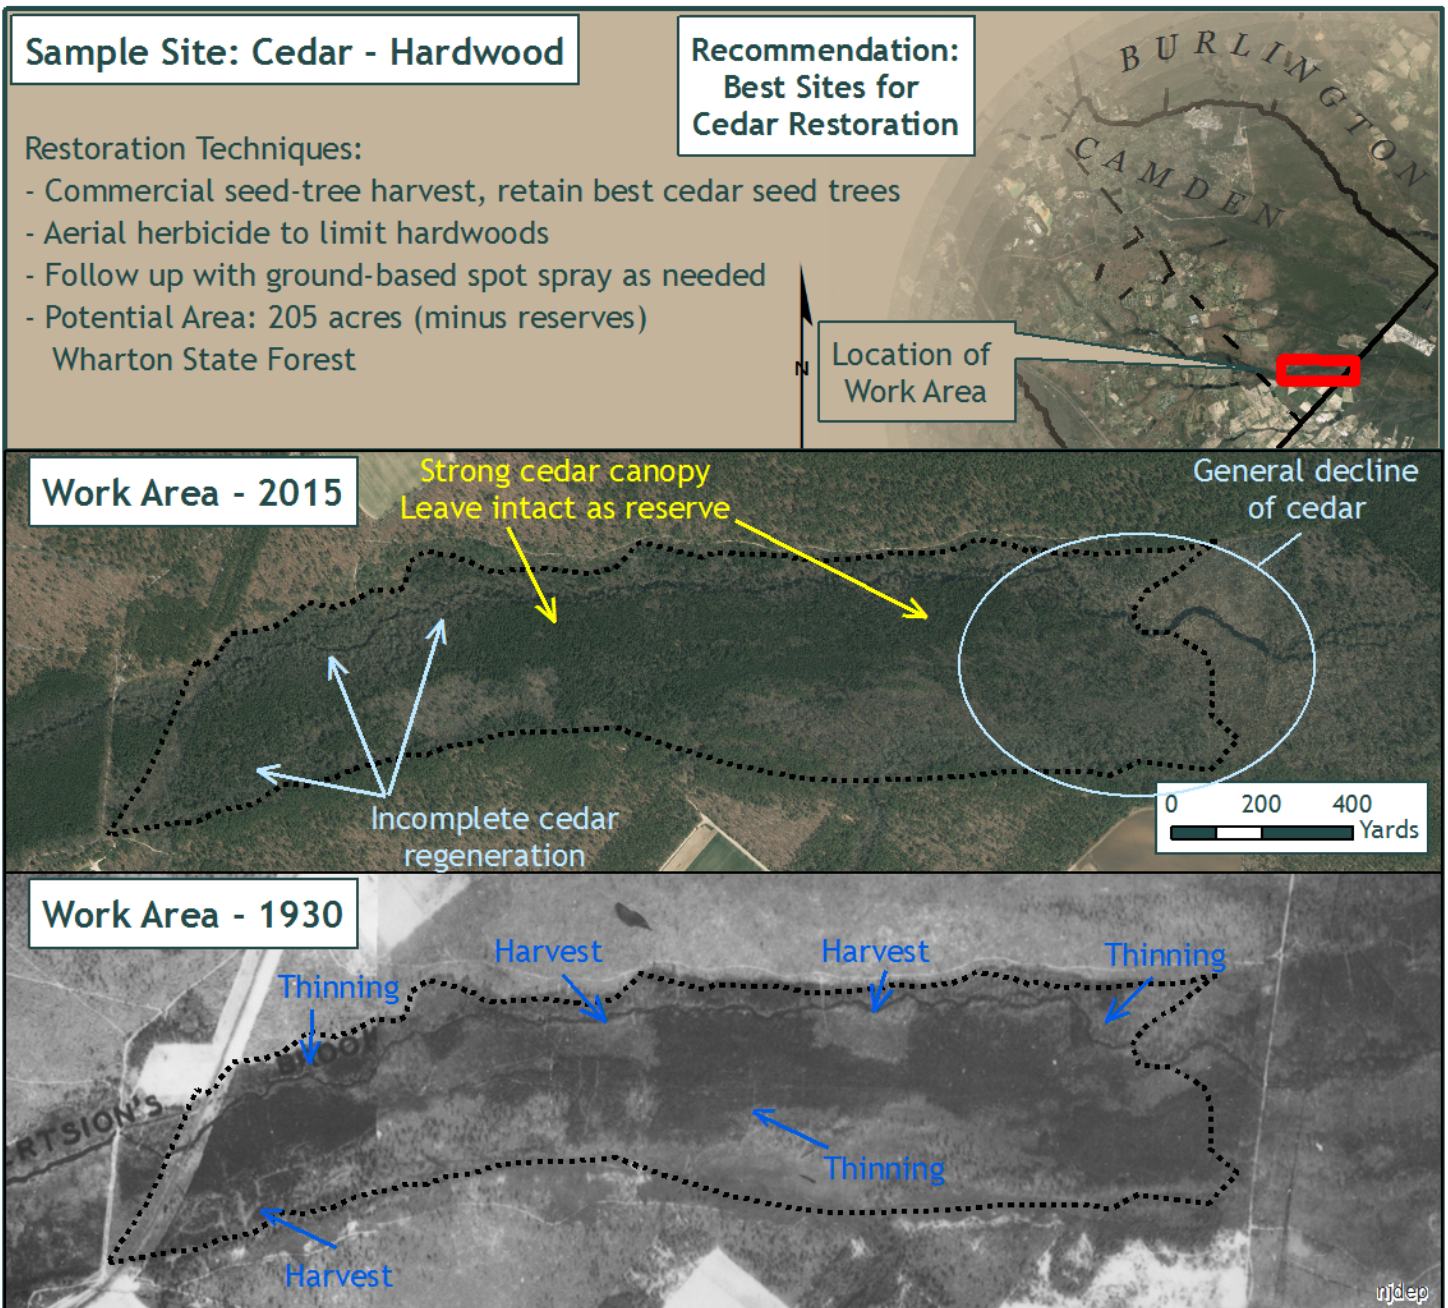 Sample Site: Cedar - Hardwood
Recommendation:
Best Sites for
Cedar Restoration
Restoration Techniques:
- Commercial seed-tree harvest, retain best cedar seed trees
- Aerial herbicide to limit hardwoods
- Follow up with ground-based spot spray as needed
- Potential Area: 205 acres (minus reserves)
Wharton State Forest
BURLINGTON
CAMDEN
N
Location of
Work Area
Work Area - 2015
Strong cedar canopy
Leave intact as reserve
General decline
of cedar
Incomplete cedar
regeneration
0 200 400
Yards
Work Area - 1930
Thinning
Harvest
Harvest
Thinning
RTSION'S
BROOK
Thinning
Harvest
njdep